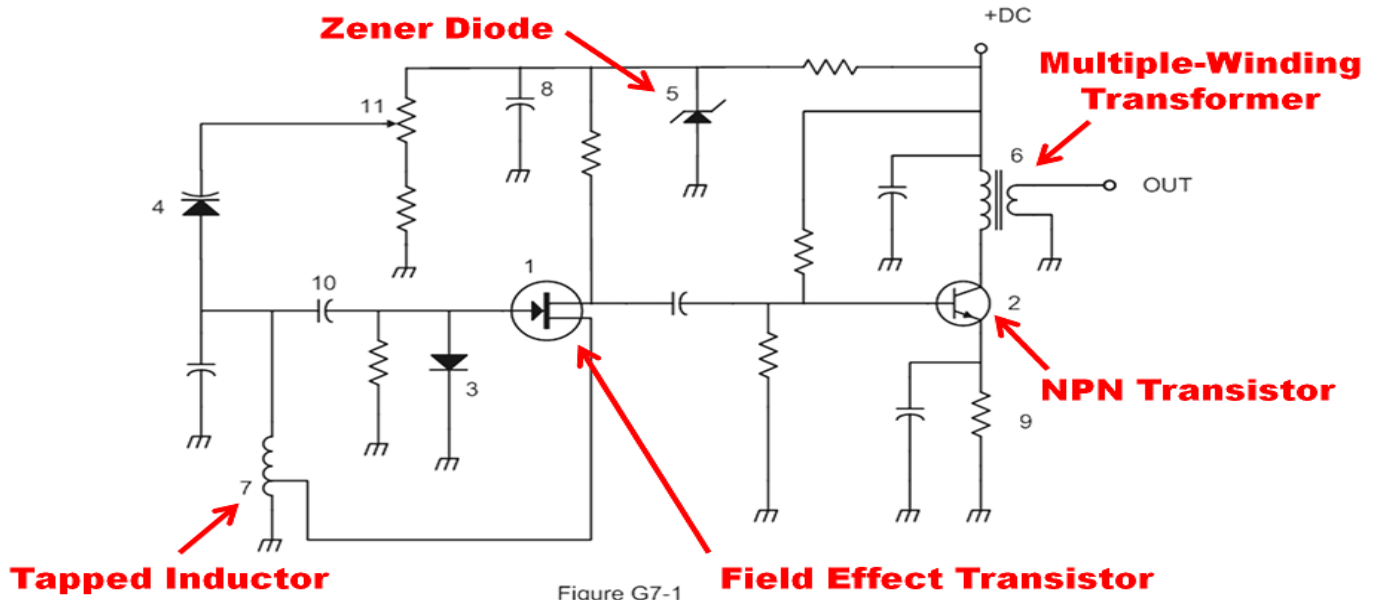 +DC
Zener Diode
Multiple-Winding
Transformer
8
5
11
6
OUT
4
1
10
2
3
NPN Transistor
9
7
Tapped Inductor
Field Effect Transistor
Figure G7-1